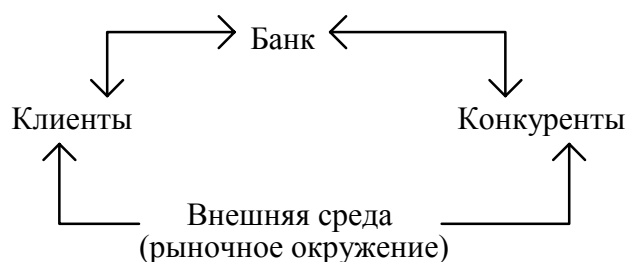 Банк
Клиенты
Конкуренты
Внешняя среда
(рыночное окружение)